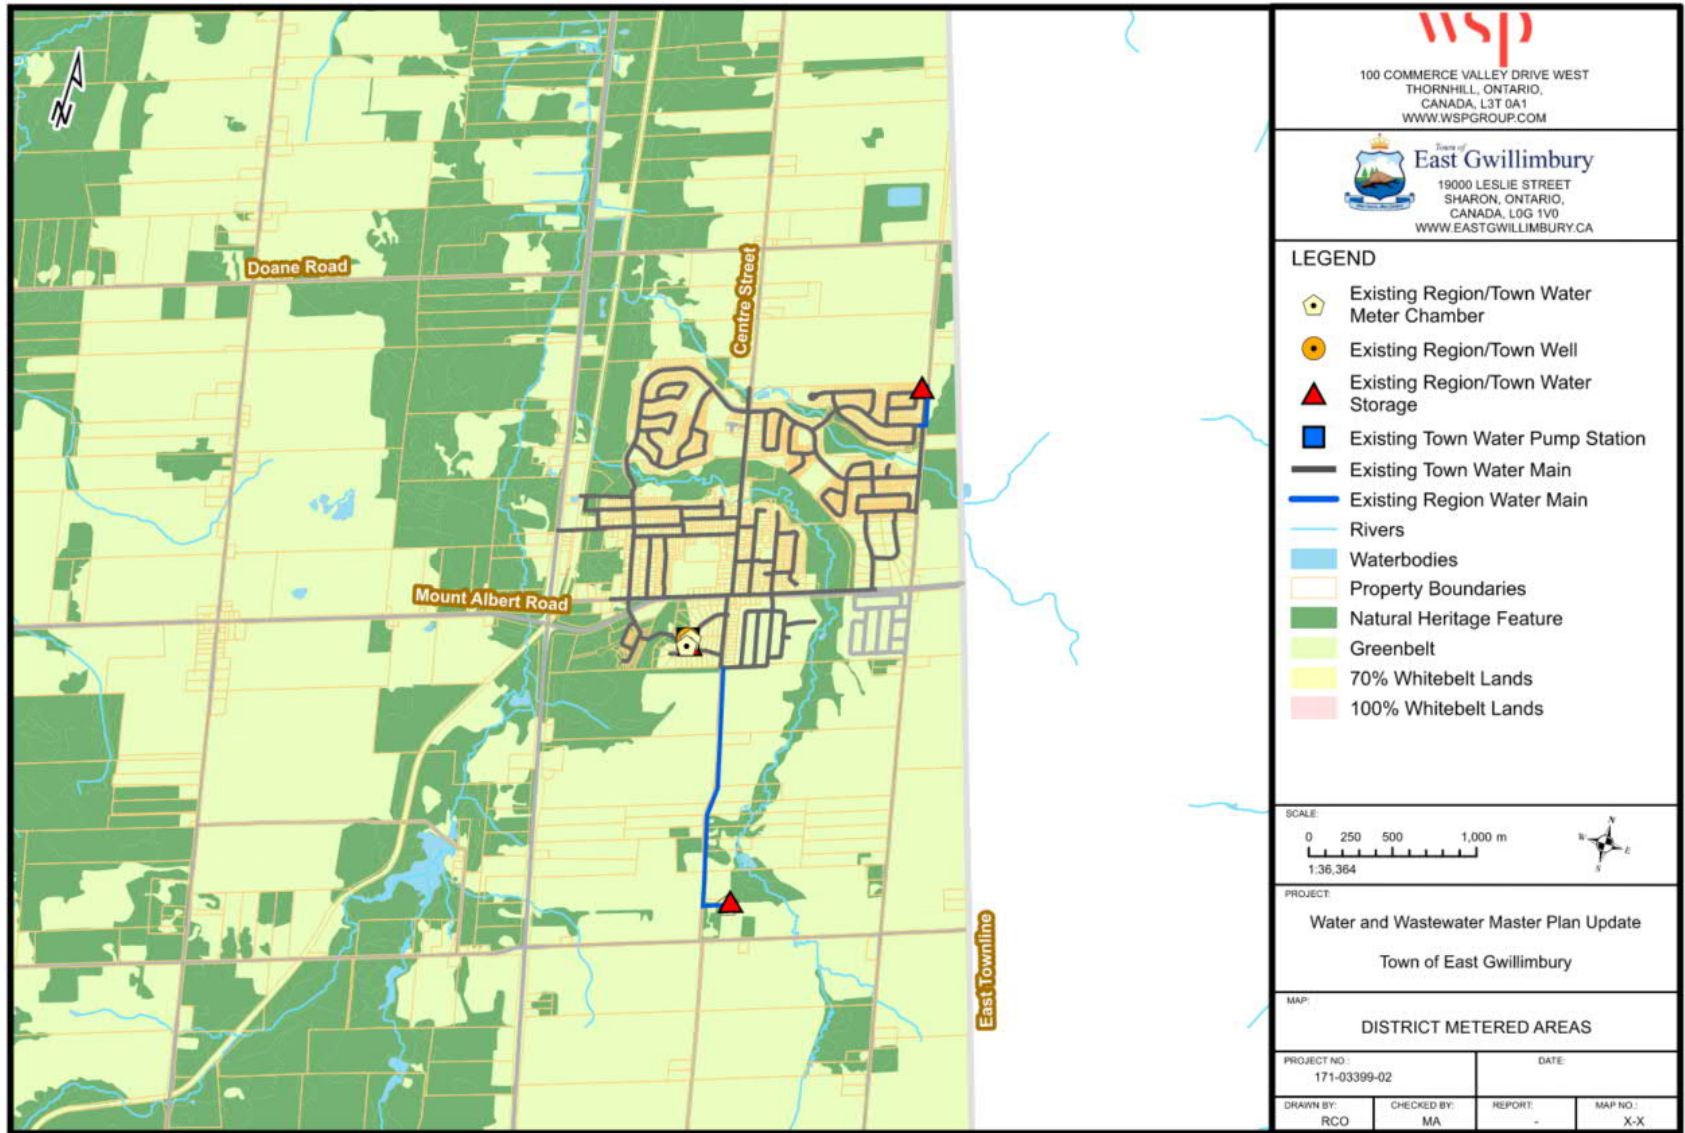 N
Doane Road
Centre Street
Mount Albert Road
East Townline
wsp
100 COMMERCE VALLEY DRIVE WEST
THORNHILL, ONTARIO,
CANADA, L3T 0A1
WWW.WSPGROUP.COM
Town of
East Gwillimbury
19000 LESLIE STREET
SHARON, ONTARIO,
CANADA, L0G 1V0
WWW.EASTGWILLIMBURY.CA
LEGEND
Existing Region/Town Water
Meter Chamber
Existing Region/Town Well
Existing Region/Town Water
Storage
Existing Town Water Pump Station
Existing Town Water Main
Existing Region Water Main
Rivers
Waterbodies
Property Boundaries
Natural Heritage Feature
Greenbelt
70% Whitebelt Lands
100% Whitebelt Lands
SCALE:
0 250 500 1,000 m
1:36,364
N
W E
S
PROJECT:
Water and Wastewater Master Plan Update
Town of East Gwillimbury
MAP:
DISTRICT METERED AREAS
PROJECT NO.: DATE:
171-03399-02
DRAWN BY: CHECKED BY: REPORT: MAP NO.:
RCO MA - X-X